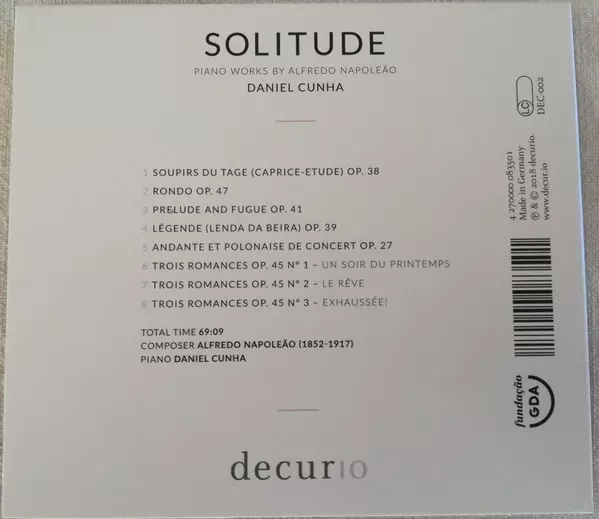 SOLITUDE
PIANO WORKS BY ALFREDO NAPOLEÃO
DANIEL CUNHA
1 SOUPIRS DU TAGE (CAPRICE-ETUDE) OP. 38
2 RONDO OP. 47
3 PRELUDE AND FUGUE OP. 41
4 LÉGENDE (LENDA DA BEIRA) OP. 39
5 ANDANTE ET POLONAISE DE CONCERT OP. 27
6 TROIS ROMANCES OP. 45 Nº 1 – UN SOIR DU PRINTEMPS
7 TROIS ROMANCES OP. 45 Nº 2 – LE RÊVE
8 TROIS ROMANCES OP. 45 Nº 3 – EXHAUSSÉE!
TOTAL TIME 69:09
COMPOSER ALFREDO NAPOLEÃO (1852-1917)
PIANO DANIEL CUNHA
decurio
LC
DEC-002
4 270000 083501
Made in Germany
℗ & © 2018 decurio.
www.decur.io
fundação
GDA